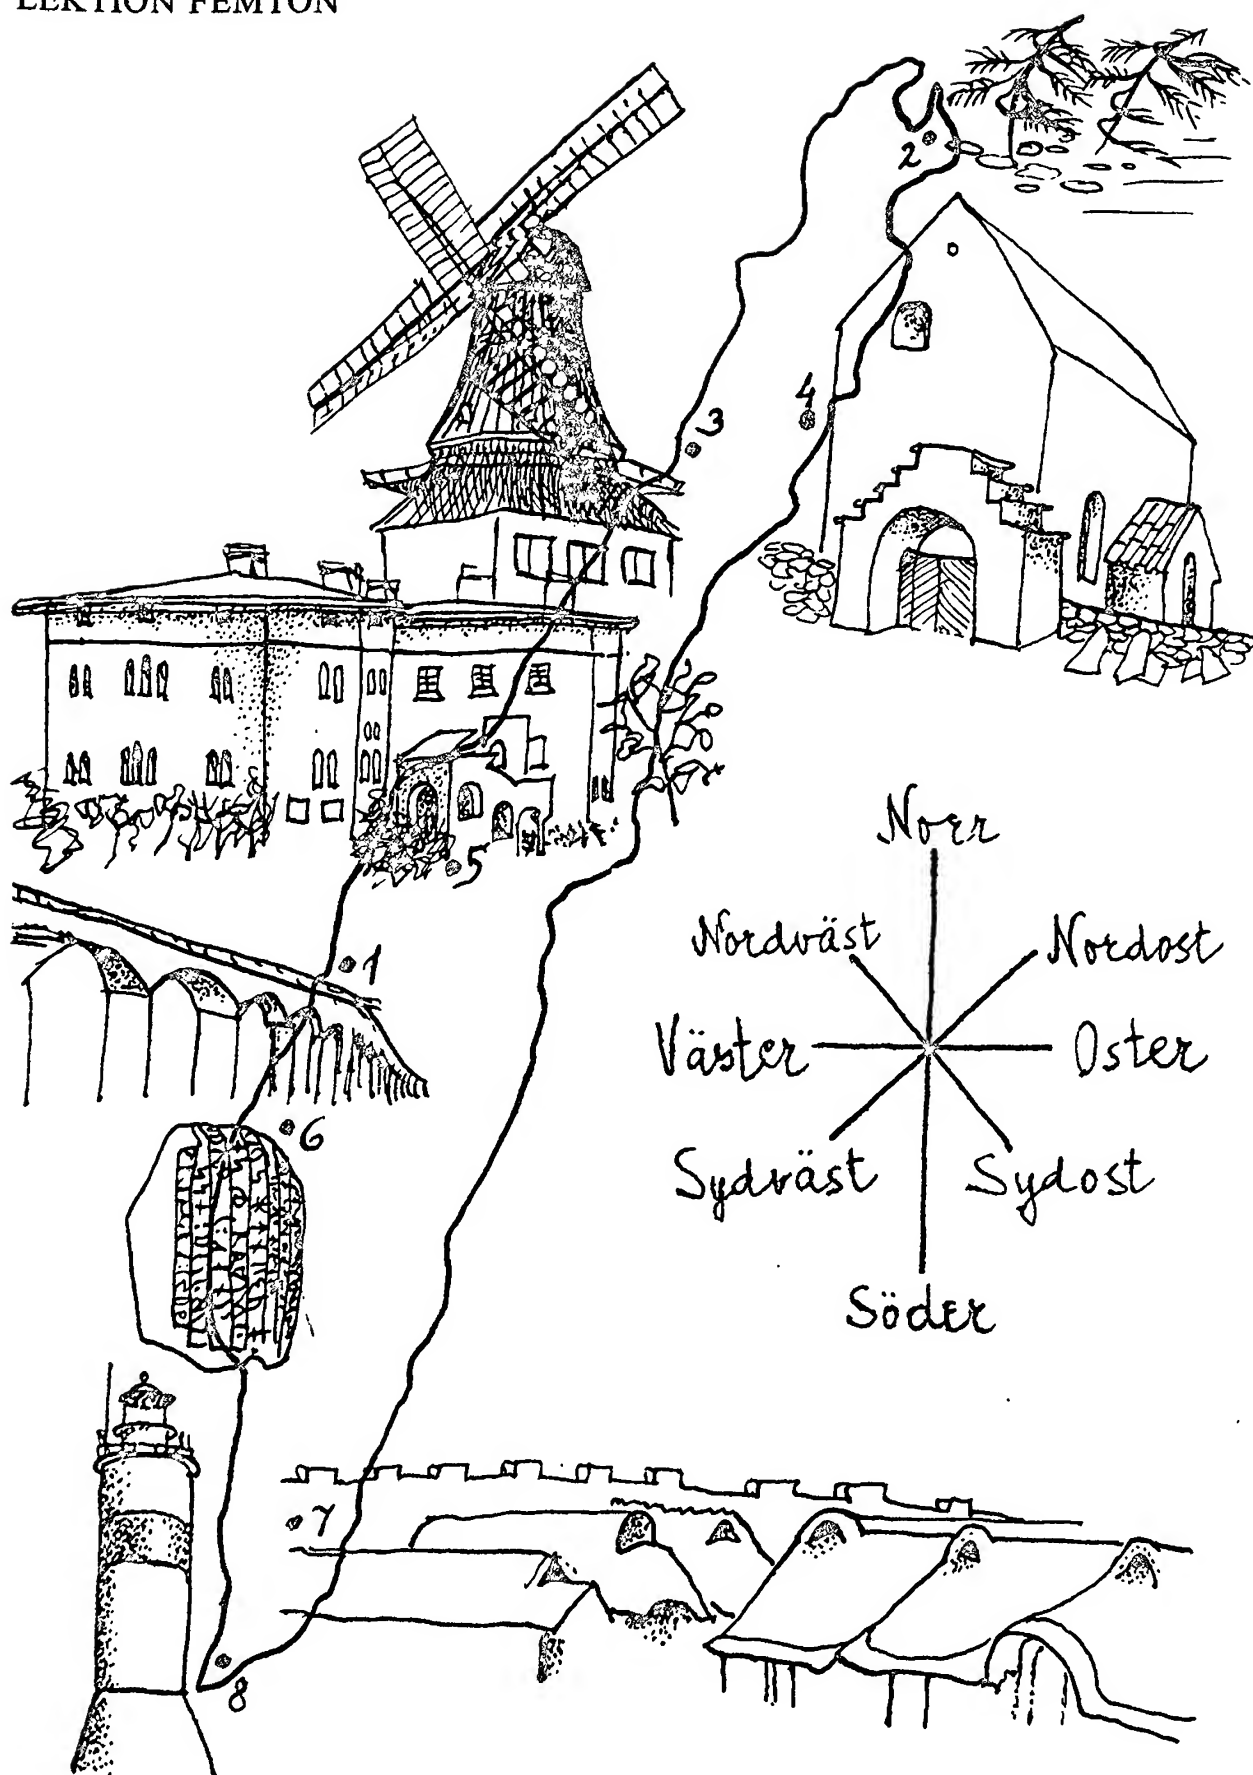 LEKTION FEMTON
2
3
4
5
1
6
7
8
Norr
Nordväst
Nordost
Väster
Oster
Sydväst
Sydost
Söder